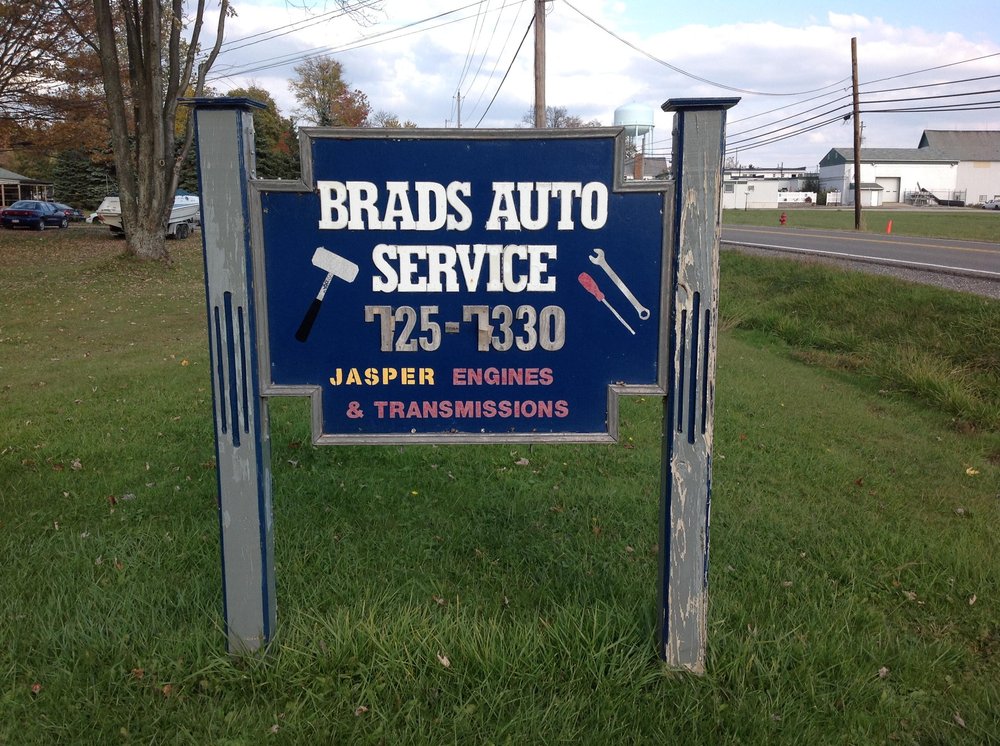 BRADS AUTO
SERVICE
725-7330
JASPER ENGINES
& TRANSMISSIONS